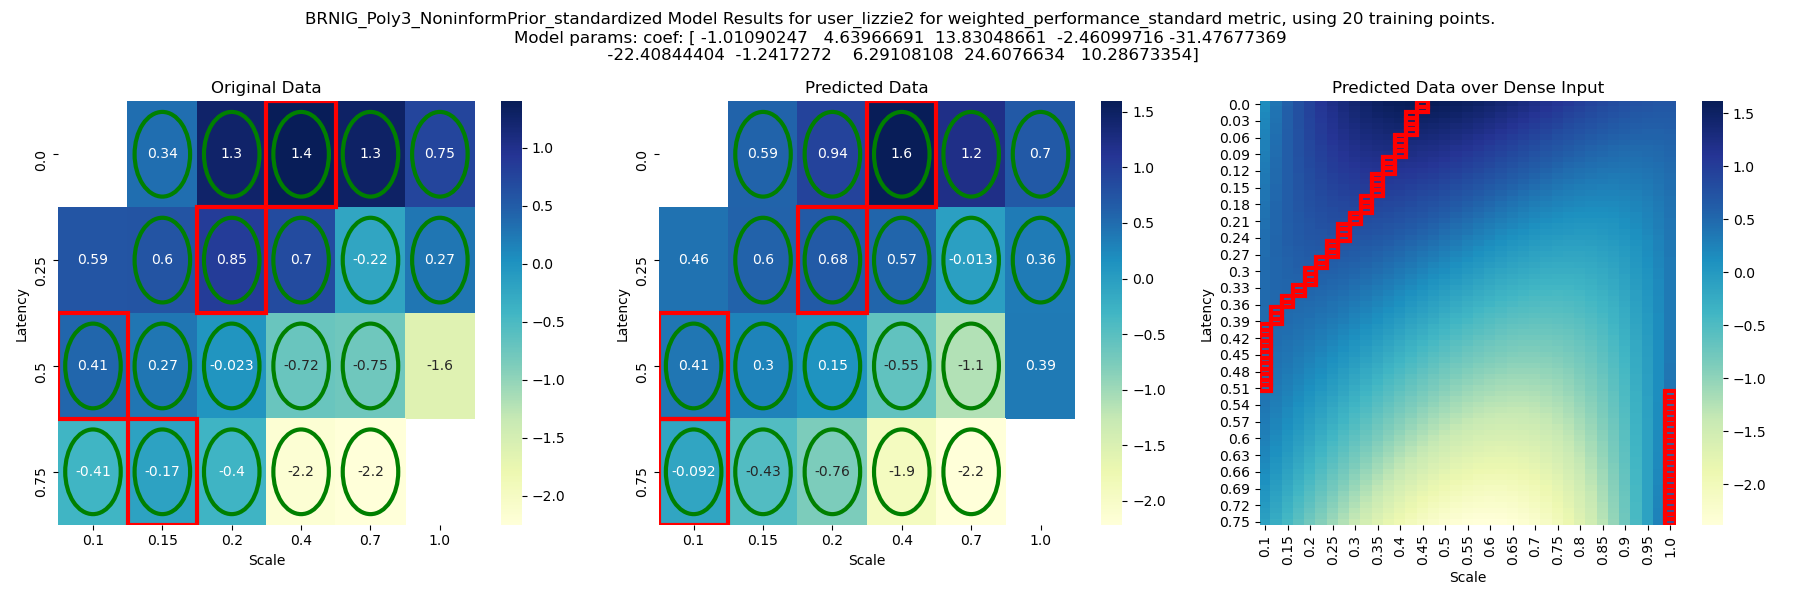 BRNIG_Poly3_NoninformPrior_standardized Model Results for user_lizzie2 for weighted_performance_standard metric, using 20 training points.
Model params: coef: [ -1.01090247 4.63966691 13.83048661 -2.46099716 -31.47677369
-22.40844404 -1.2417272 6.29108108 24.6076634 10.28673354]
Original Data
0.34 1.3 1.4 1.3 0.75
0.59 0.6 0.85 0.7 -0.22 0.27
0.41 0.27 -0.023 -0.72 -0.75 -1.6
-0.41 -0.17 -0.4 -2.2 -2.2
0.0
0.25
0.5
0.75
Latency
0.1 0.15 0.2 0.4 0.7 1.0
Scale
1.0
0.5
0.0
−0.5
−1.0
−1.5
−2.0
Predicted Data
0.59 0.94 1.6 1.2 0.7
0.46 0.6 0.68 0.57 -0.013 0.36
0.41 0.3 0.15 -0.55 -1.1 0.39
-0.092 -0.43 -0.76 -1.9 -2.2
0.0
0.25
0.5
0.75
Latency
0.1 0.15 0.2 0.4 0.7 1.0
Scale
1.5
1.0
0.5
0.0
−0.5
−1.0
−1.5
−2.0
Predicted Data over Dense Input
0.0
0.03
0.06
0.09
0.12
0.15
0.18
0.21
0.24
0.27
0.3
0.33
0.36
0.39
0.42
0.45
0.48
0.51
0.54
0.57
0.6
0.63
0.66
0.69
0.72
0.75
Latency
0.1 0.15 0.2 0.25 0.3 0.35 0.4 0.45 0.5 0.55 0.6 0.65 0.7 0.75 0.8 0.85 0.9 0.95 1.0
Scale
1.5
1.0
0.5
0.0
−0.5
−1.0
−1.5
−2.0